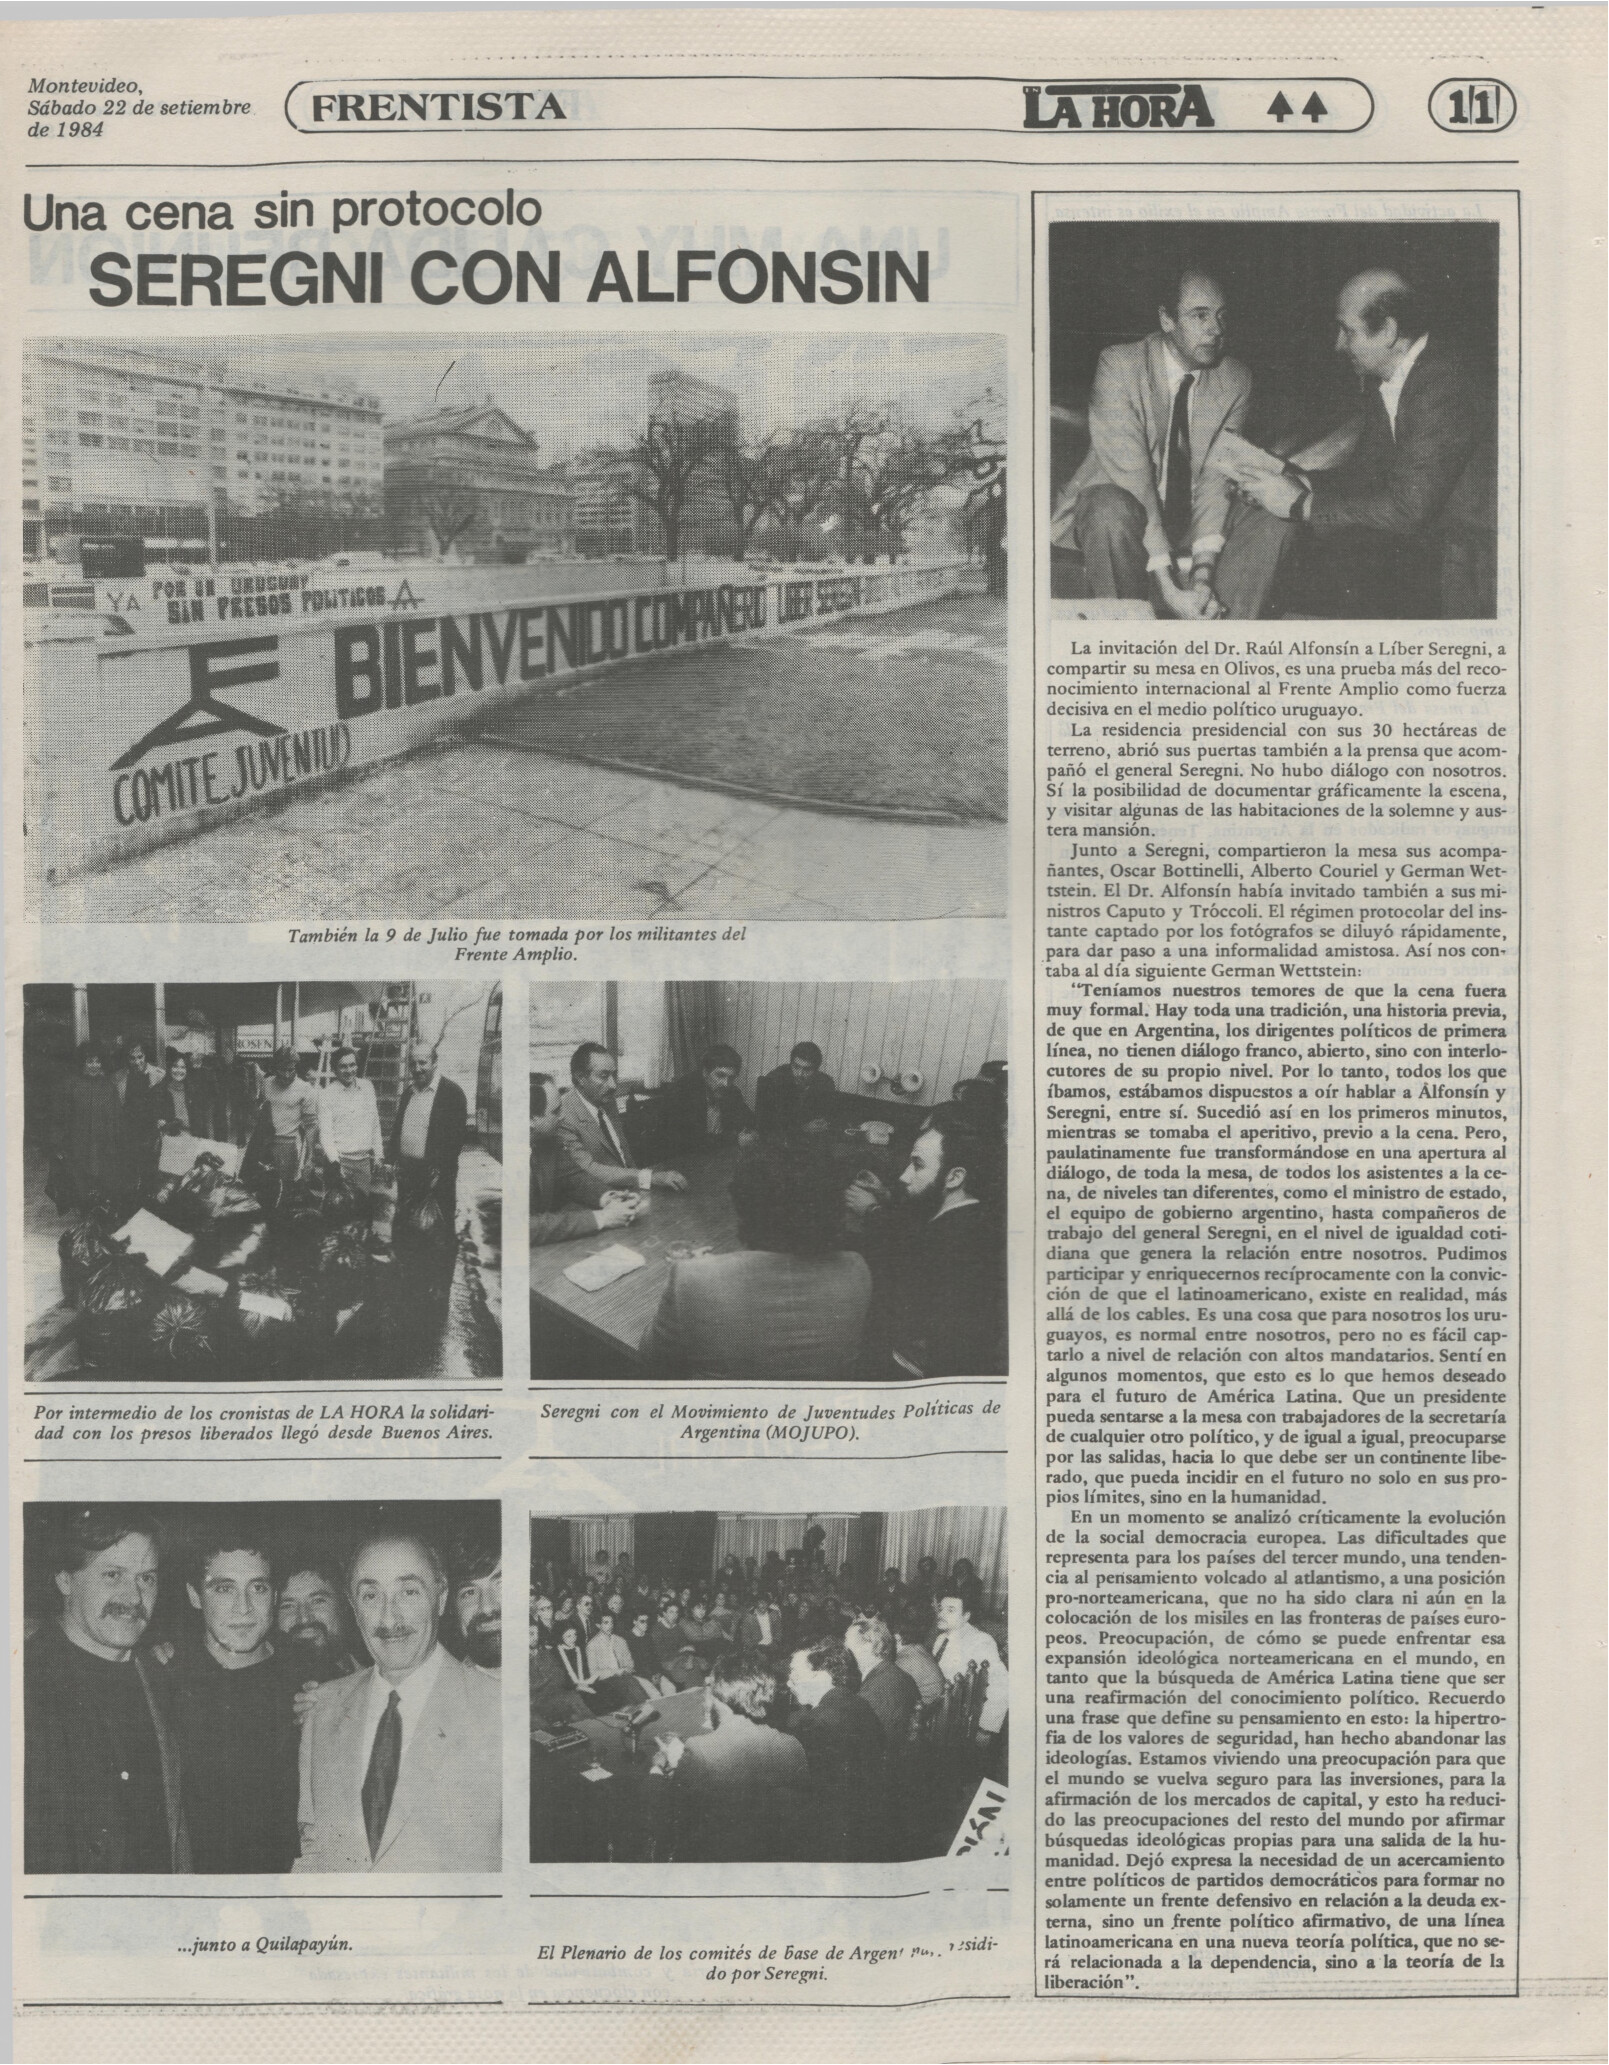 Montevideo,
Sábado 22 de setiembre
de 1984
FRENTISTA
LA HORA
11
Una cena sin protocolo
SEREGNI CON ALFONSIN
YA
POR UN URUGUAY
SIN PRESOS POLITICOS
BIENVENIDO COMPAÑERO LIBER SEREGNI
COMITE JUVENTUD
También la 9 de Julio fue tomada por los militantes del
Frente Amplio.
ROSEN
Por intermedio de los cronistas de LA HORA la solidari-
dad con los presos liberados llegó desde Buenos Aires.
Seregni con el Movimiento de Juventudes Políticas de
Argentina (MOJUPO).
...junto a Quilapayún.
El Plenario de los comités de base de
do por Seregni.
La invitación del Dr. Raúl Alfonsín a Líber Seregni, a
compartir su mesa en Olivos, es una prueba más del reco-
nocimiento internacional al Frente Amplio como fuerza
decisiva en el medio político uruguayo.
La residencia presidencial con sus 30 hectáreas de
terreno, abrió sus puertas también a la prensa que acom-
pañó el general Seregni. No hubo diálogo con nosotros.
Sí la posibilidad de documentar gráficamente la escena,
y visitar algunas de las habitaciones de la solemne y aus-
tera mansión.
Junto a Seregni, compartieron la mesa sus acompa-
ñantes, Oscar Bottinelli, Alberto Couriel y German Wet-
tstein. El Dr. Alfonsín había invitado también a sus mi-
nistros Caputo y Tróccoli. El régimen protocolar del ins-
tante captado por los fotógrafos se diluyó rápidamente,
para dar paso a una informalidad amistosa. Así nos con-
taba al día siguiente German Wettstein:
"Teníamos nuestros temores de que la cena fuera
muy formal. Hay toda una tradición, una historia previa,
de que en Argentina, los dirigentes políticos de primera
línea, no tienen diálogo franco, abierto, sino con interlo-
cutores de su propio nivel. Por lo tanto, todos los que
íbamos, estábamos dispuestos a oír hablar a Alfonsín y
Seregni, entre sí. Sucedió así en los primeros minutos,
mientras se tomaba el aperitivo, previo a la cena. Pero,
paulatinamente fue transformándose en una apertura al
diálogo, de toda la mesa, de todos los asistentes a la ce-
na, de niveles tan diferentes, como el ministro de estado,
el equipo de gobierno argentino, hasta compañeros de
trabajo del general Seregni, en el nivel de igualdad coti-
diana que genera la relación entre nosotros. Pudimos
participar y enriquecernos recíprocamente con la convic-
ción de que el latinoamericano, existe en realidad, más
allá de los cables. Es una cosa que para nosotros los uru-
guayos, es normal entre nosotros, pero no es fácil cap-
tarlo a nivel de relación con altos mandatarios. Sentí en
algunos momentos, que esto es lo que hemos deseado
para el futuro de América Latina. Que un presidente
pueda sentarse a la mesa con trabajadores de la secretaría
de cualquier otro político, y de igual a igual, preocuparse
por las salidas, hacia lo que debe ser un continente libe-
rado, que pueda incidir en el futuro no solo en sus pro-
pios límites, sino en la humanidad.
En un momento se analizó críticamente la evolución
de la social democracia europea. Las dificultades que
representa para los países del tercer mundo, una tenden-
cia al pensamiento volcado al atlantismo, a una posición
pro-norteamericana, que no ha sido clara ni aún en la
colocación de los misiles en las fronteras de países euro-
peos. Preocupación, de cómo se puede enfrentar esa
expansión ideológica norteamericana en el mundo, en
tanto que la búsqueda de América Latina tiene que ser
una reafirmación del conocimiento político. Recuerdo
una frase que define su pensamiento en esto: la hipertro-
fia de los valores de seguridad, han hecho abandonar las
ideologías. Estamos viviendo una preocupación para que
el mundo se vuelva seguro para las inversiones, para la
afirmación de los mercados de capital, y esto ha reduci-
do las preocupaciones del resto del mundo por afirmar
búsquedas ideológicas propias para una salida de la hu-
manidad. Dejó expresa la necesidad de un acercamiento
entre políticos de partidos democráticos para formar no
solamente un frente defensivo en relación a la deuda ex-
terna, sino un frente político afirmativo, de una línea
latinoamericana en una nueva teoría política, que no se-
rá relacionada a la dependencia, sino a la teoría de la
liberación".